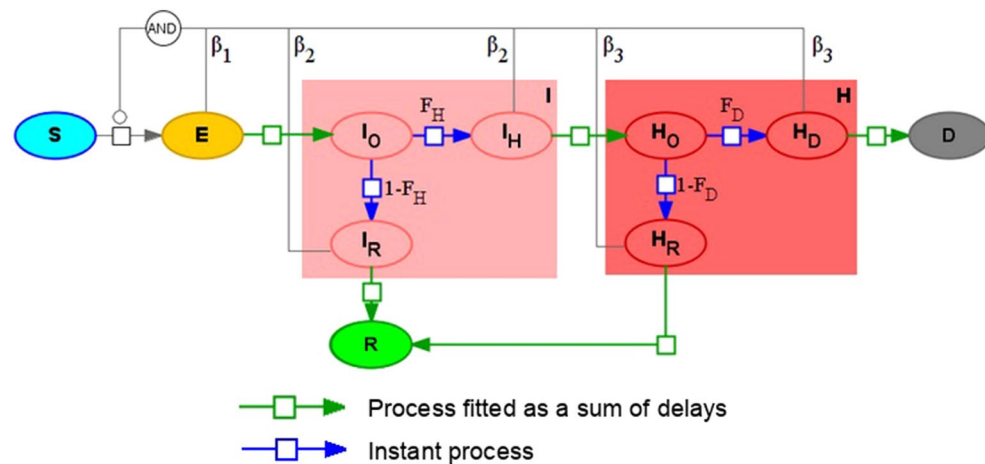 AND
β1 β2 β2 β3 β3
I H
S E IO FH IH HO FD HD D
1-FH 1-FD
IR HR
R
Process fitted as a sum of delays
Instant process